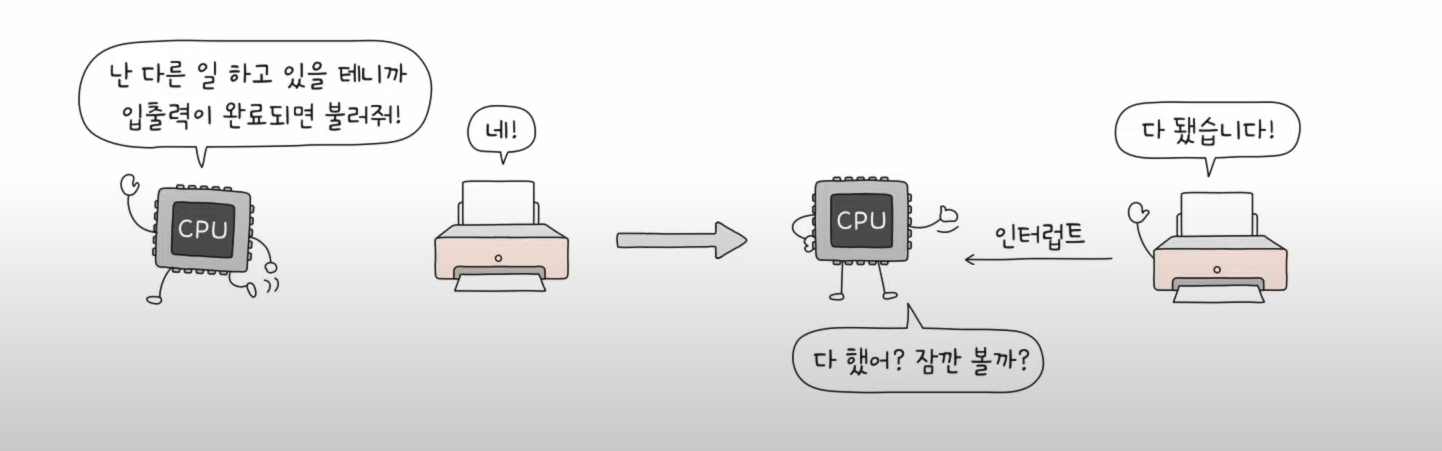 난 다른 일 하고 있을 테니까
입출력이 완료되면 불러줘!
네!
CPU
다 됐습니다!
CPU
인터럽트
다 했어? 잠깐 볼까?